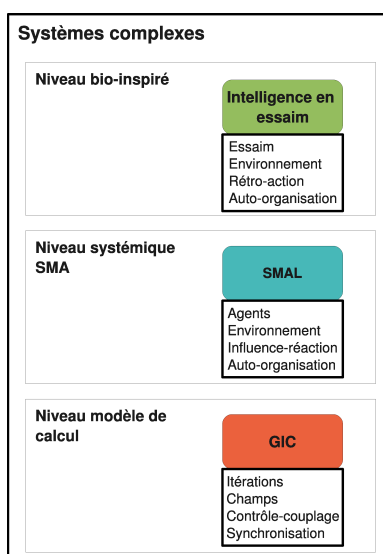 Systèmes complexes
Niveau bio-inspiré
Intelligence en
essaim
Essaim
Environnement
Rétro-action
Auto-organisation
Niveau systémique
SMA
SMAL
Agents
Environnement
Influence-réaction
Auto-organisation
Niveau modèle de
calcul
GIC
Itérations
Champs
Contrôle-couplage
Synchronisation